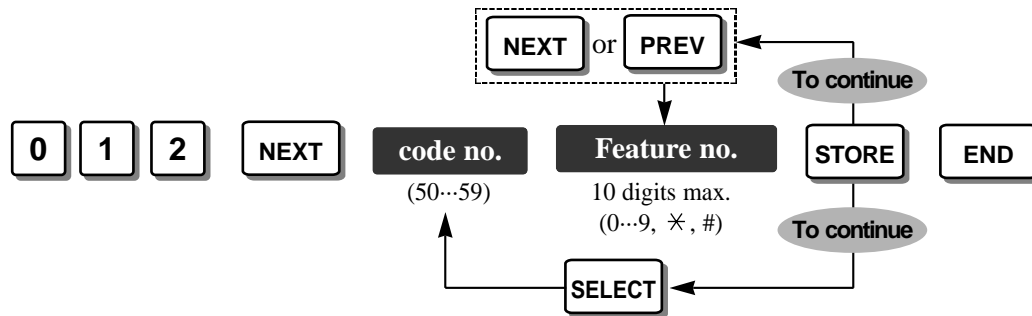 NEXT or PREV
To continue
0 1 2 NEXT code no. Feature no. STORE END
(50···59) 10 digits max.
(0···9, ✳, #)
To continue
SELECT